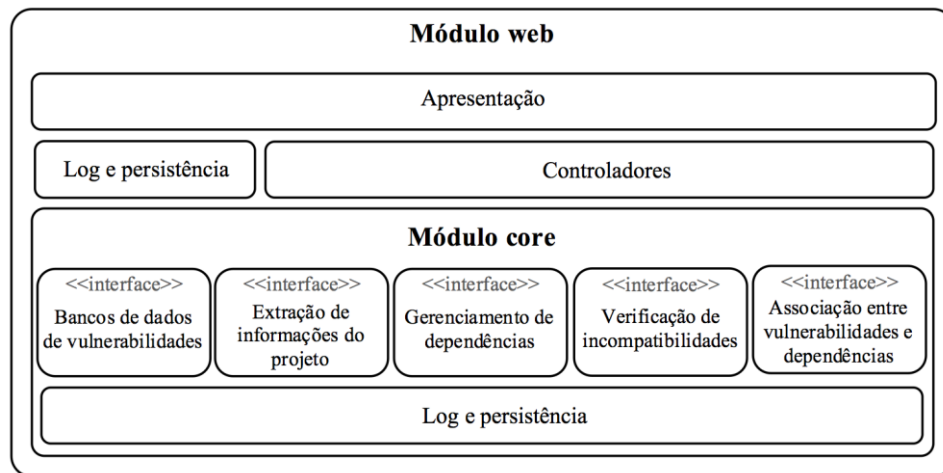 Módulo web
Apresentação
Log e persistência
Controladores
Módulo core
<<interface>>
Bancos de dados
de vulnerabilidades
<<interface>>
Extração de
informações do
projeto
<<interface>>
Gerenciamento de
dependências
<<interface>>
Verificação de
incompatibilidades
<<interface>>
Associação entre
vulnerabilidades e
dependências
Log e persistência